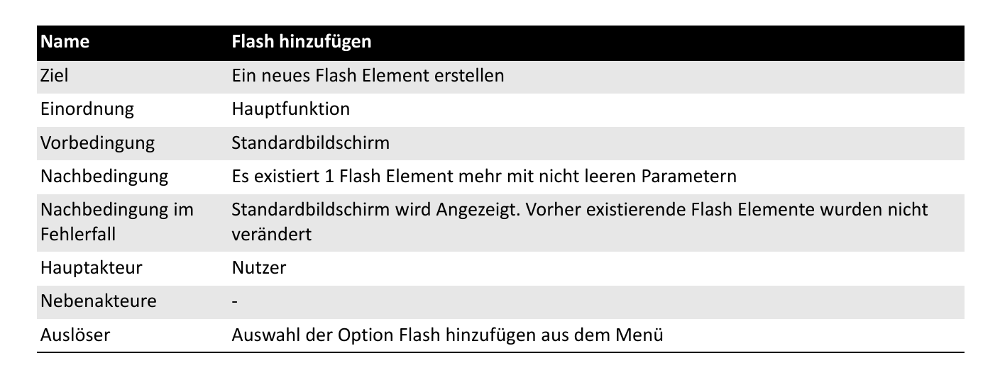 Name Flash hinzufügen
Ziel Ein neues Flash Element erstellen
Einordnung Hauptfunktion
Vorbedingung Standardbildschirm
Nachbedingung Es existiert 1 Flash Element mehr mit nicht leeren Parametern
Nachbedingung im Standardbildschirm wird Angezeigt. Vorher existierende Flash Elemente wurden nicht
Fehlerfall verändert
Hauptakteur Nutzer
Nebenakteure -
Auslöser Auswahl der Option Flash hinzufügen aus dem Menü